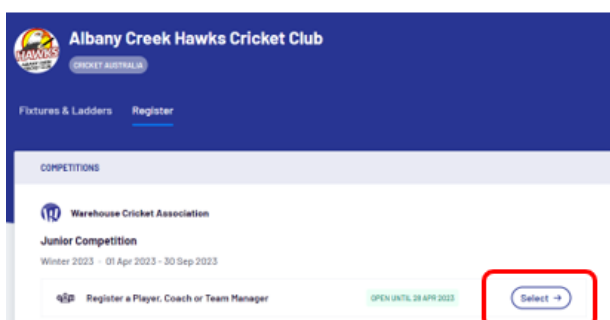 Albany Creek Hawks Cricket Club
HAWKS
CRICKET AUSTRALIA
Fixtures & Ladders Register
COMPETITIONS
Warehouse Cricket Association
Junior Competition
Winter 2023 · 01 Apr 2023 - 30 Sep 2023
Register a Player, Coach or Team Manager OPEN UNTIL 28 APR 2023 Select →